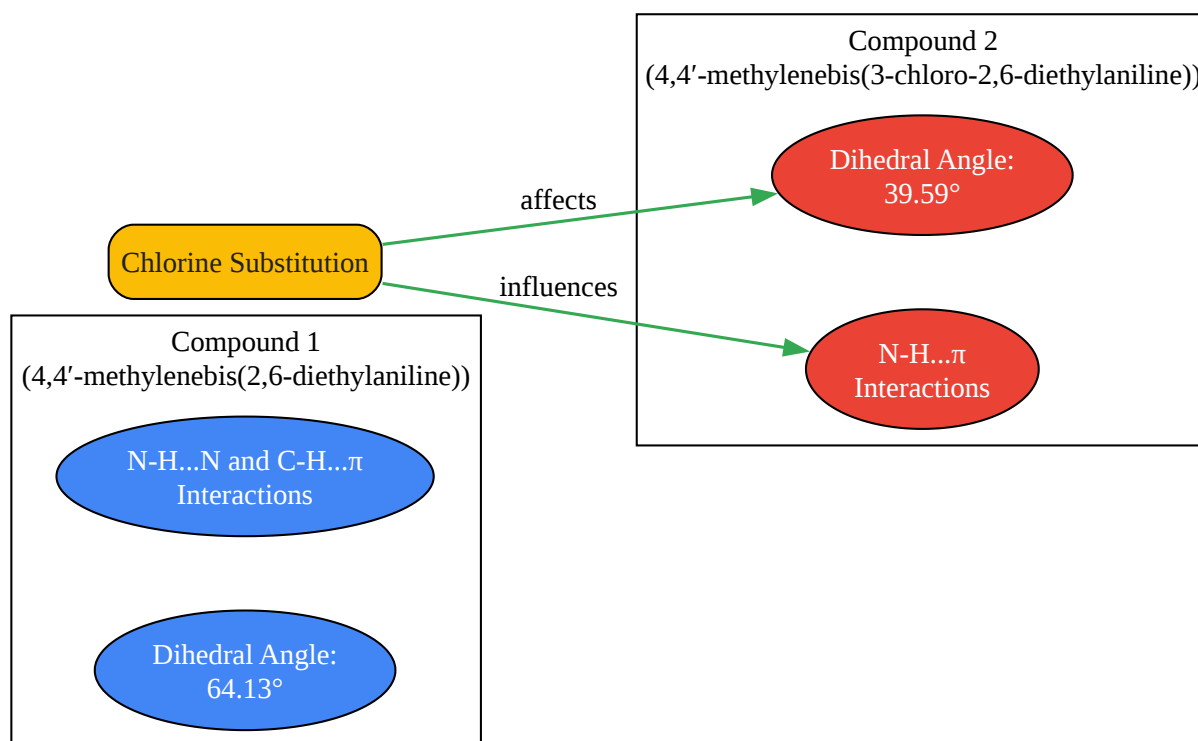 Compound 2
(4,4′-methylenebis(3-chloro-2,6-diethylaniline))
Dihedral Angle:
39.59°
affects
Chlorine Substitution
influences
N-H...π
Interactions
Compound 1
(4,4′-methylenebis(2,6-diethylaniline))
N-H...N and C-H...π
Interactions
Dihedral Angle:
64.13°